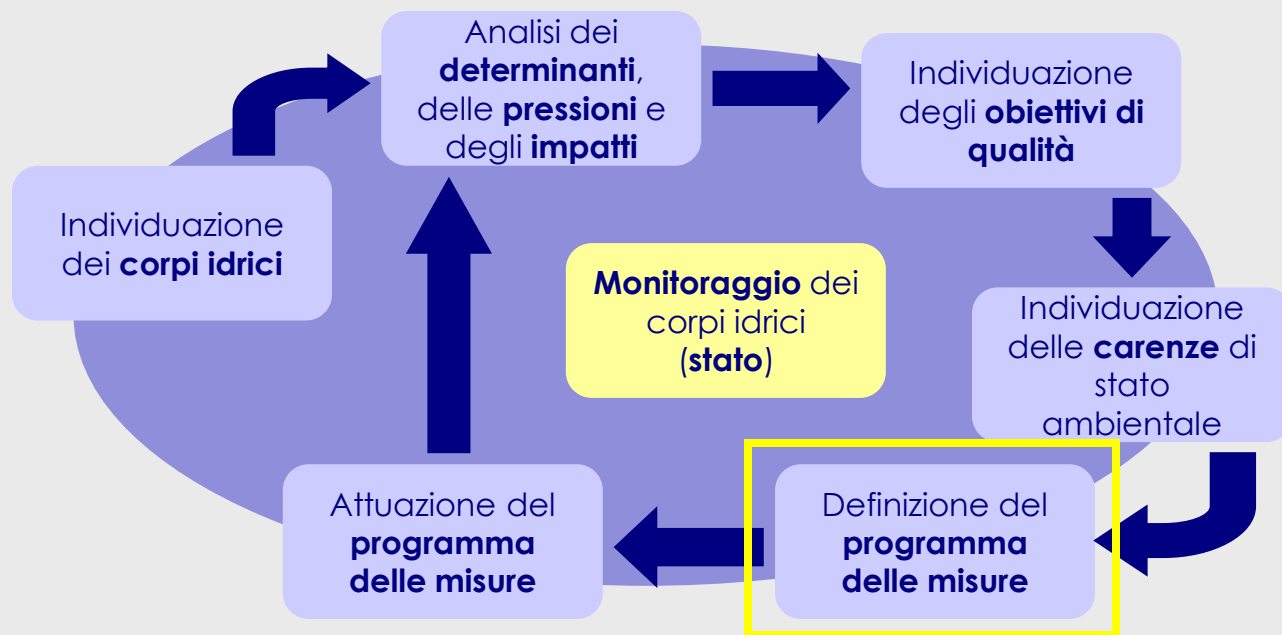 Analisi dei
determinanti,
delle pressioni e
degli impatti
Individuazione
degli obiettivi di
qualità
Individuazione
dei corpi idrici
Monitoraggio dei
corpi idrici
(stato)
Individuazione
delle carenze di
stato
ambientale
Attuazione del
programma
delle misure
Definizione del
programma
delle misure